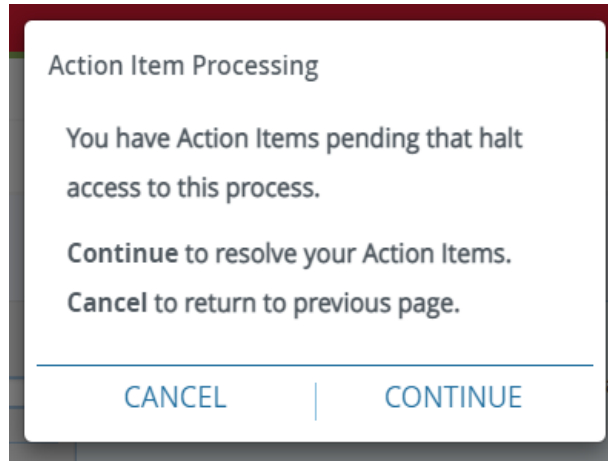 Action Item Processing
You have Action Items pending that halt
access to this process.
Continue to resolve your Action Items.
Cancel to return to previous page.
CANCEL
CONTINUE